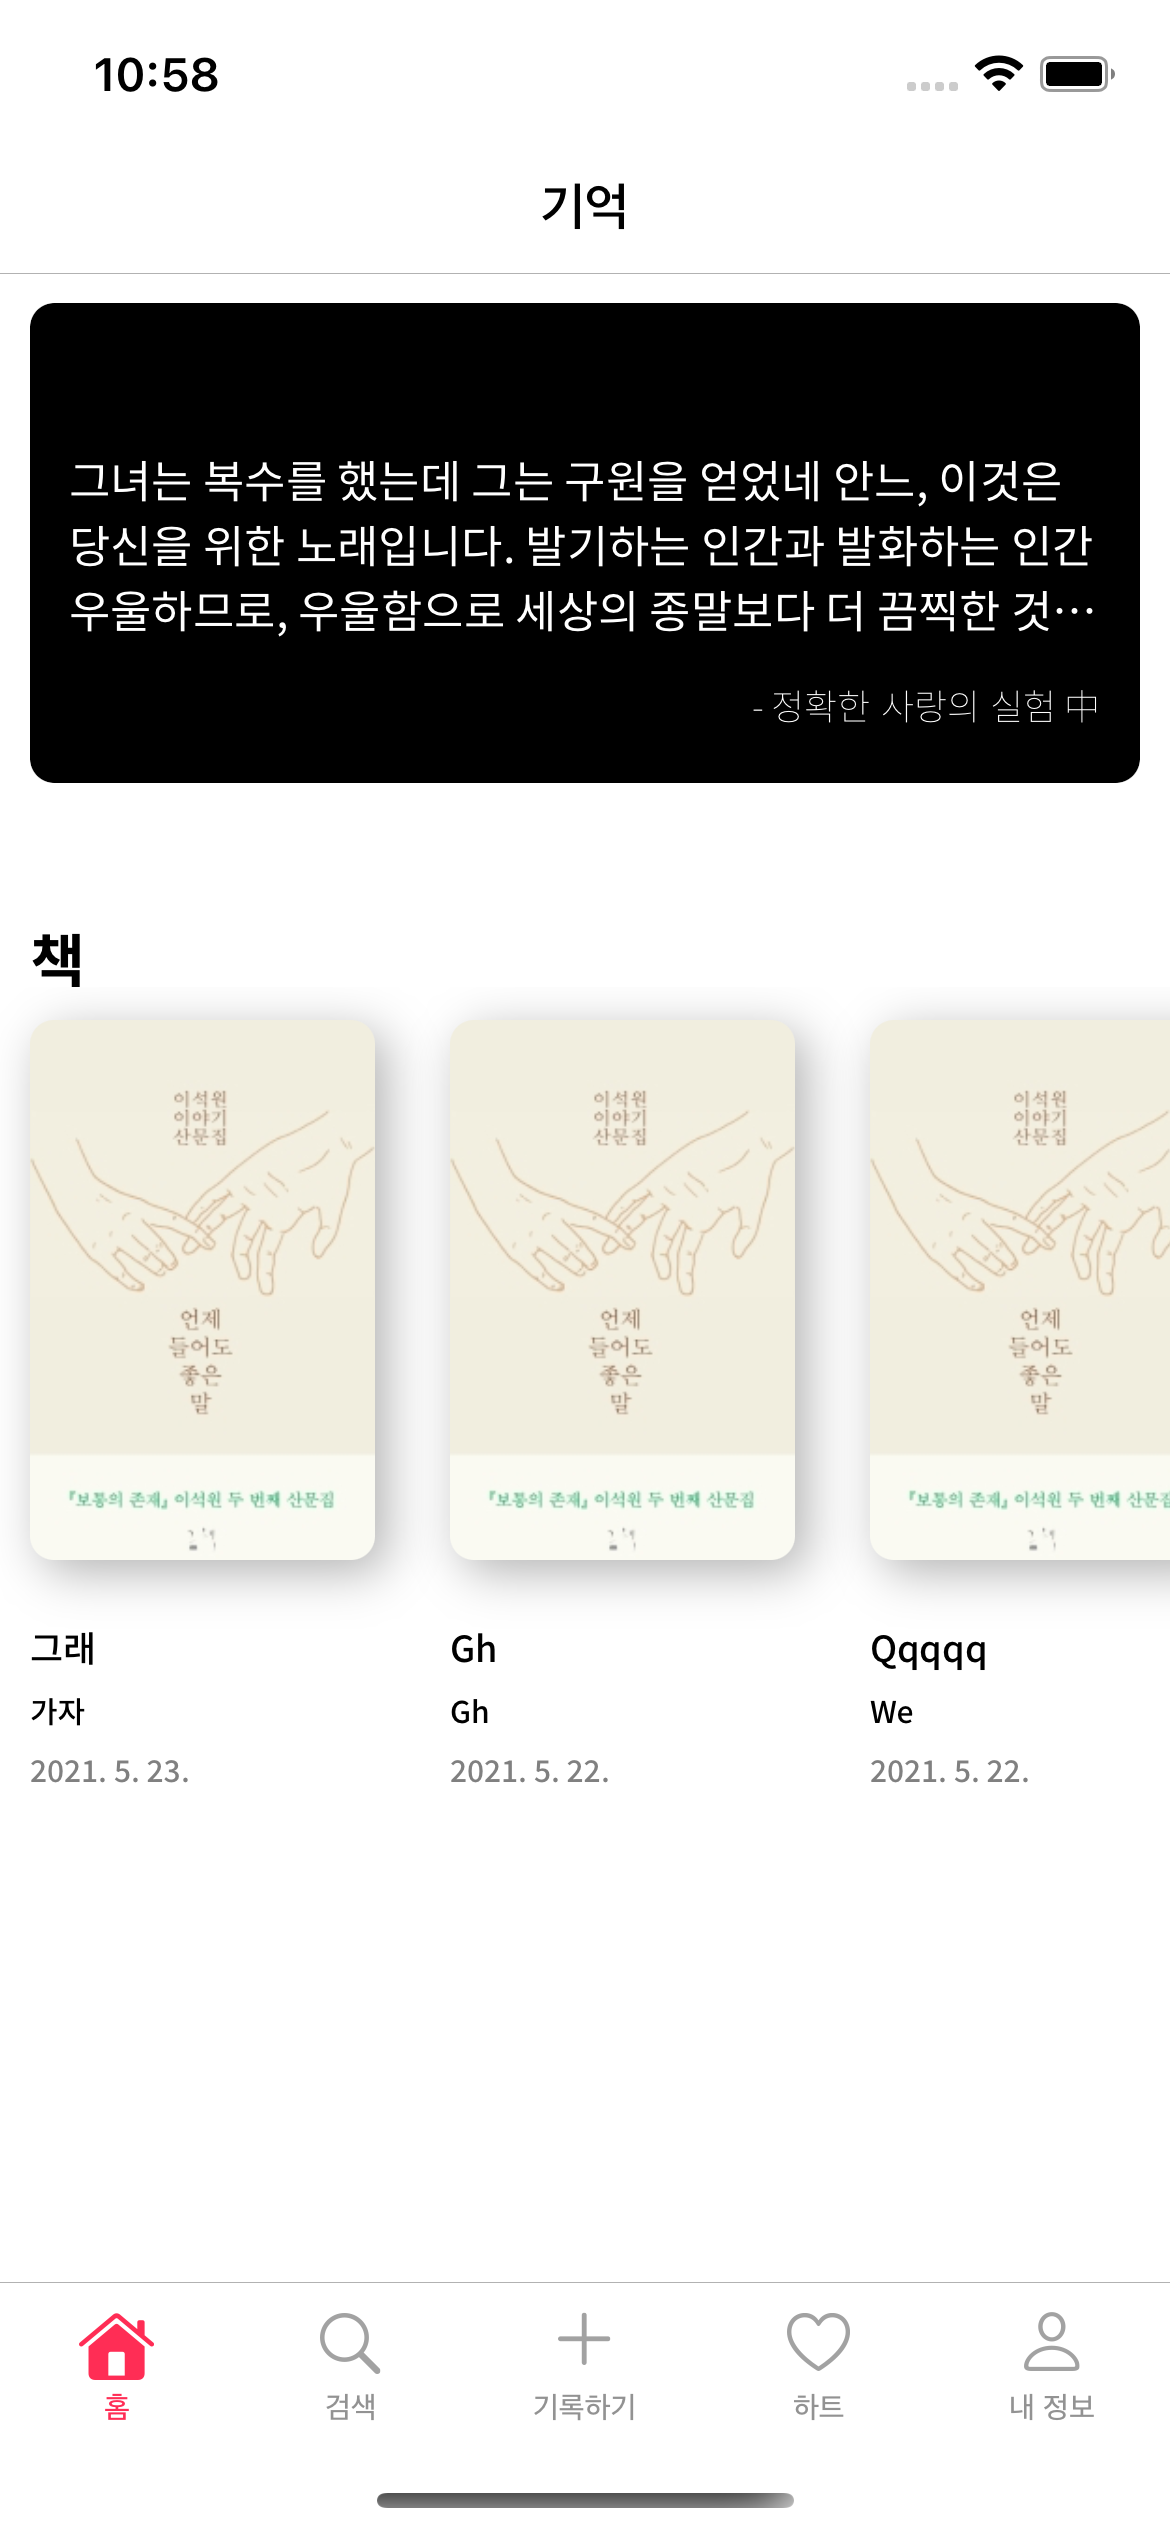 10:58
기억
그녀는 복수를 했는데 그는 구원을 얻었네 안느, 이것은
당신을 위한 노래입니다. 발기하는 인간과 발화하는 인간
우울하므로, 우울함으로 세상의 종말보다 더 끔찍한 것…
- 정확한 사랑의 실험 中
책
이석원
이야기
산문집
언제
들어도
좋은
말
『보통의 존재』 이석원 두 번째 산문집
이석원
이야기
산문집
언제
들어도
좋은
말
『보통의 존재』 이석원 두 번째 산문집
이석원
이야기
산문집
언제
들어도
좋은
말
『보통의 존재』 이석원 두 번째 산문집
그래
가자
2021. 5. 23.
Gh
Gh
2021. 5. 22.
Qqqqq
We
2021. 5. 22.
홈
검색
기록하기
하트
내 정보